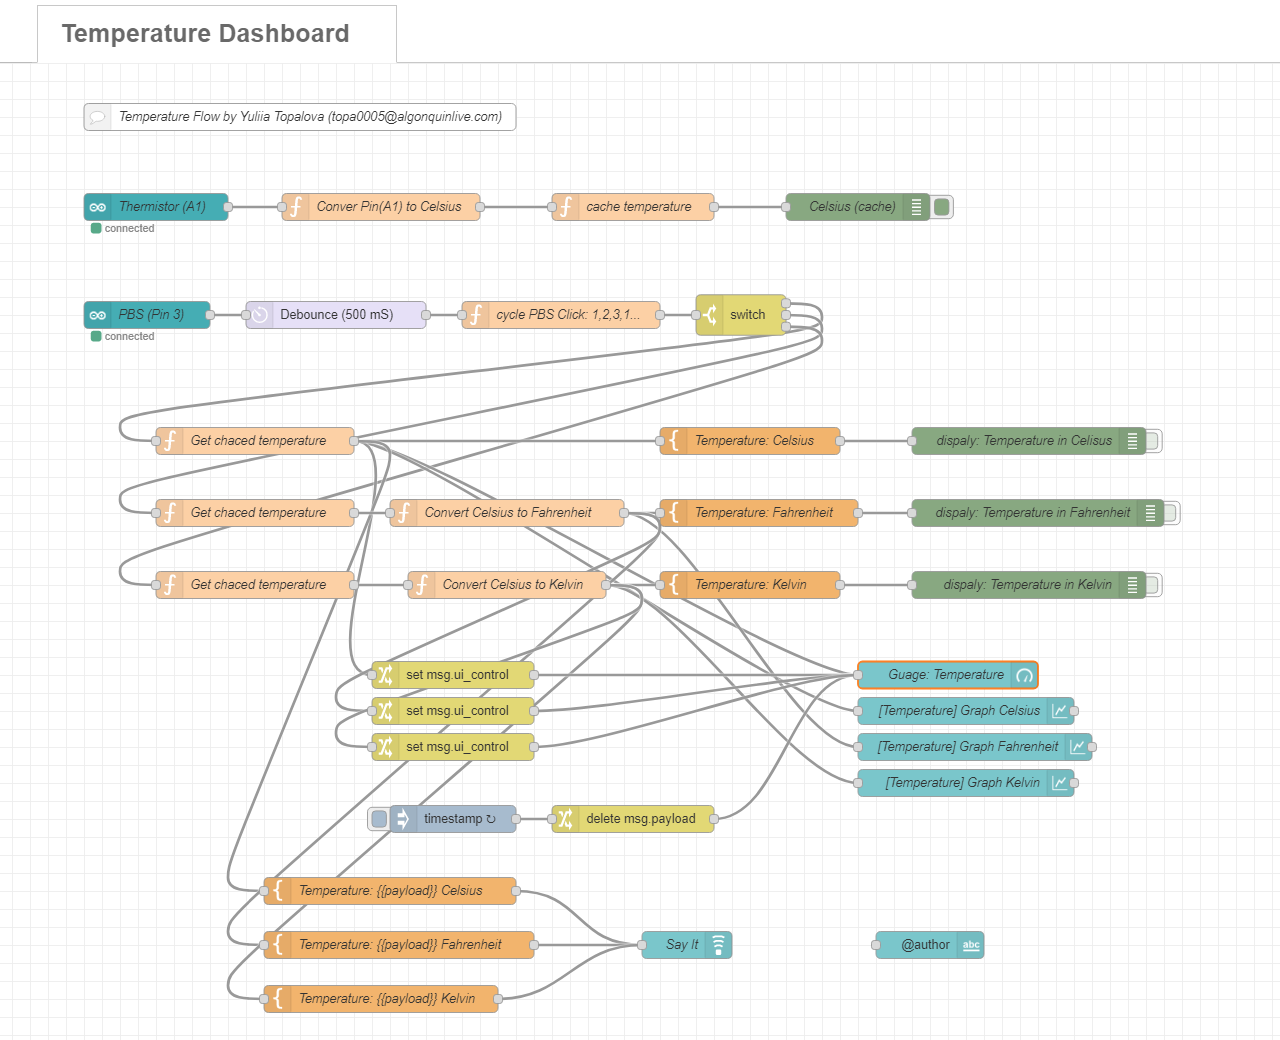 Temperature Dashboard
Temperature Flow by Yuliia Topalova (topa0005@algonquinlive.com)
Thermistor (A1)
Conver Pin(A1) to Celsius
cache temperature
Celsius (cache)
connected
PBS (Pin 3)
Debounce (500 mS)
cycle PBS Click: 1,2,3,1...
switch
connected
Get chaced temperature
Temperature: Celsius
dispaly: Temperature in Celisus
Get chaced temperature
Convert Celsius to Fahrenheit
Temperature: Fahrenheit
dispaly: Temperature in Fahrenheit
Get chaced temperature
Convert Celsius to Kelvin
Temperature: Kelvin
dispaly: Temperature in Kelvin
set msg.ui_control
Guage: Temperature
set msg.ui_control
[Temperature] Graph Celsius
set msg.ui_control
[Temperature] Graph Fahrenheit
[Temperature] Graph Kelvin
timestamp ↻
delete msg.payload
Temperature: {{payload}} Celsius
Temperature: {{payload}} Fahrenheit
Say It
@author
abc
Temperature: {{payload}} Kelvin